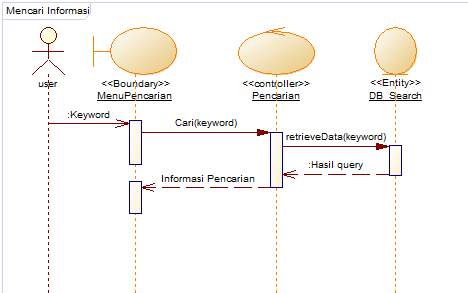 Mencari Informasi
user
<<Boundary>>
MenuPencarian
<<controller>>
Pencarian
<<Entity>>
DB_Search
:Keyword
Cari(keyword)
retrieveData(keyword)
:Hasil query
Informasi Pencarian